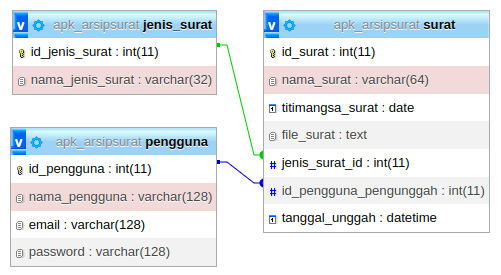 v apk_arsipsurat jenis_surat
id_jenis_surat : int(11)
nama_jenis_surat : varchar(32)
v apk_arsipsurat pengguna
id_pengguna : int(11)
nama_pengguna : varchar(128)
email : varchar(128)
password : varchar(128)
v apk_arsipsurat surat
id_surat : int(11)
nama_surat : varchar(64)
titimangsa_surat : date
file_surat : text
# jenis_surat_id : int(11)
# id_pengguna_pengunggah : int(11)
tanggal_unggah : datetime